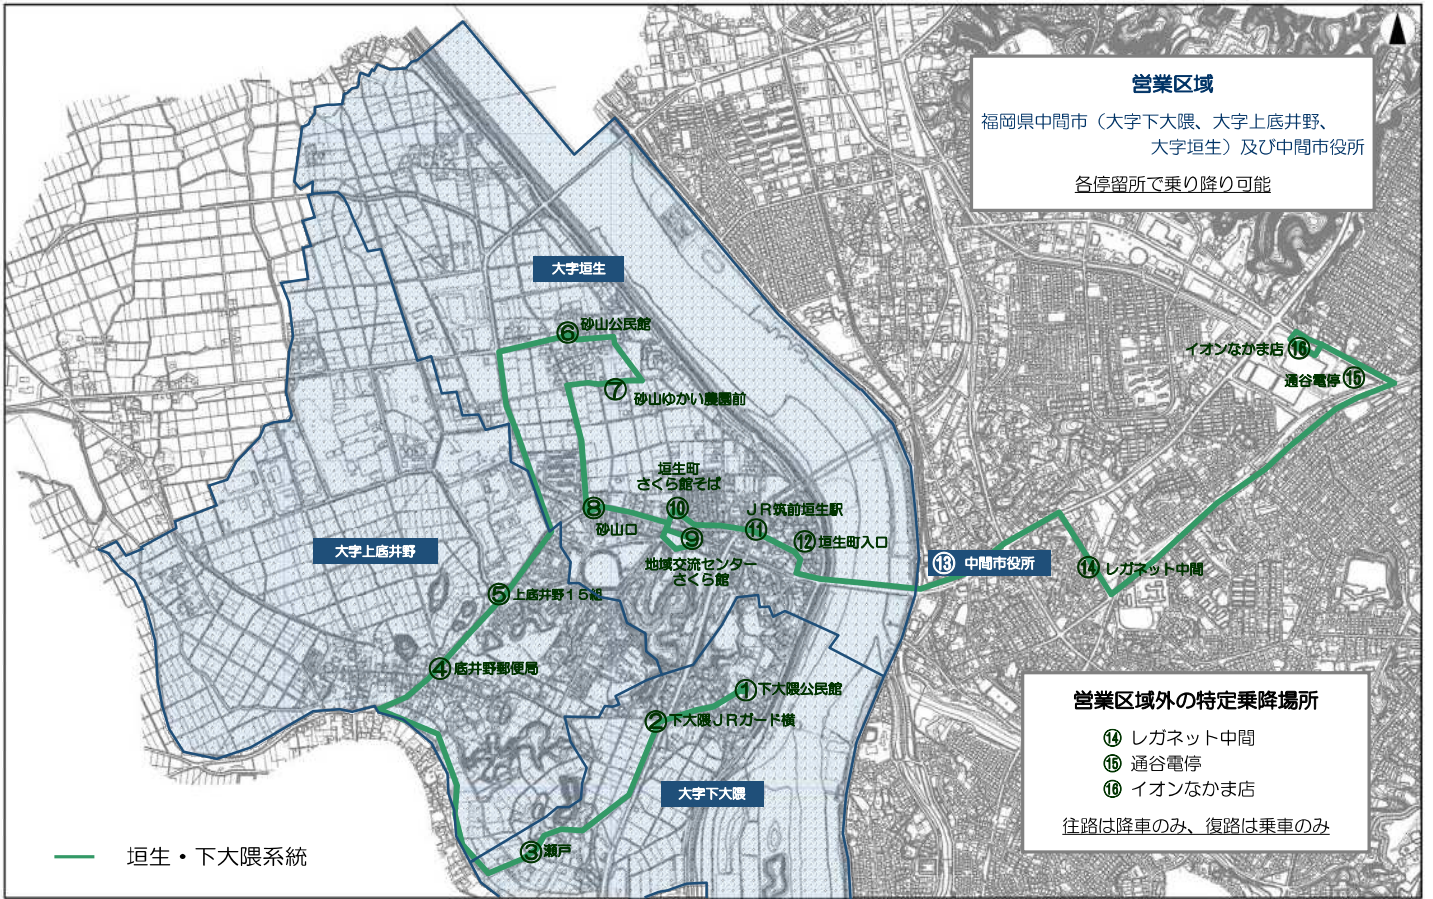 営業区域
福岡県中間市（大字下大隈、大字上底井野、
大字垣生）及び中間市役所
各停留所で乗り降り可能
大字垣生
⑥砂山公民館
イオンなかま店⑯
通谷電停⑮
⑦砂山ゆかい農園前
垣生町
さくら館そば
⑩
⑧
砂山口
JR筑前垣生駅
⑪
⑫垣生町入口
⑨
地域交流センター
さくら館
大字上底井野
⑬中間市役所
⑭レガネット中間
⑤上底井野15組
④底井野郵便局
①下大隈公民館
②下大隈JRガード横
大字下大隈
③瀬戸
営業区域外の特定乗降場所
⑭レガネット中間
⑮通谷電停
⑯イオンなかま店
往路は降車のみ、復路は乗車のみ
垣生・下大隈系統